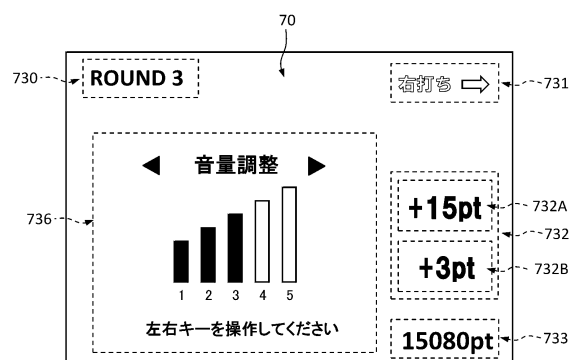 70
730
ROUND 3
右打ち
731
音量調整
736
1 2 3 4 5
左右キーを操作してください
+15pt
732A
732
+3pt
732B
15080pt
733